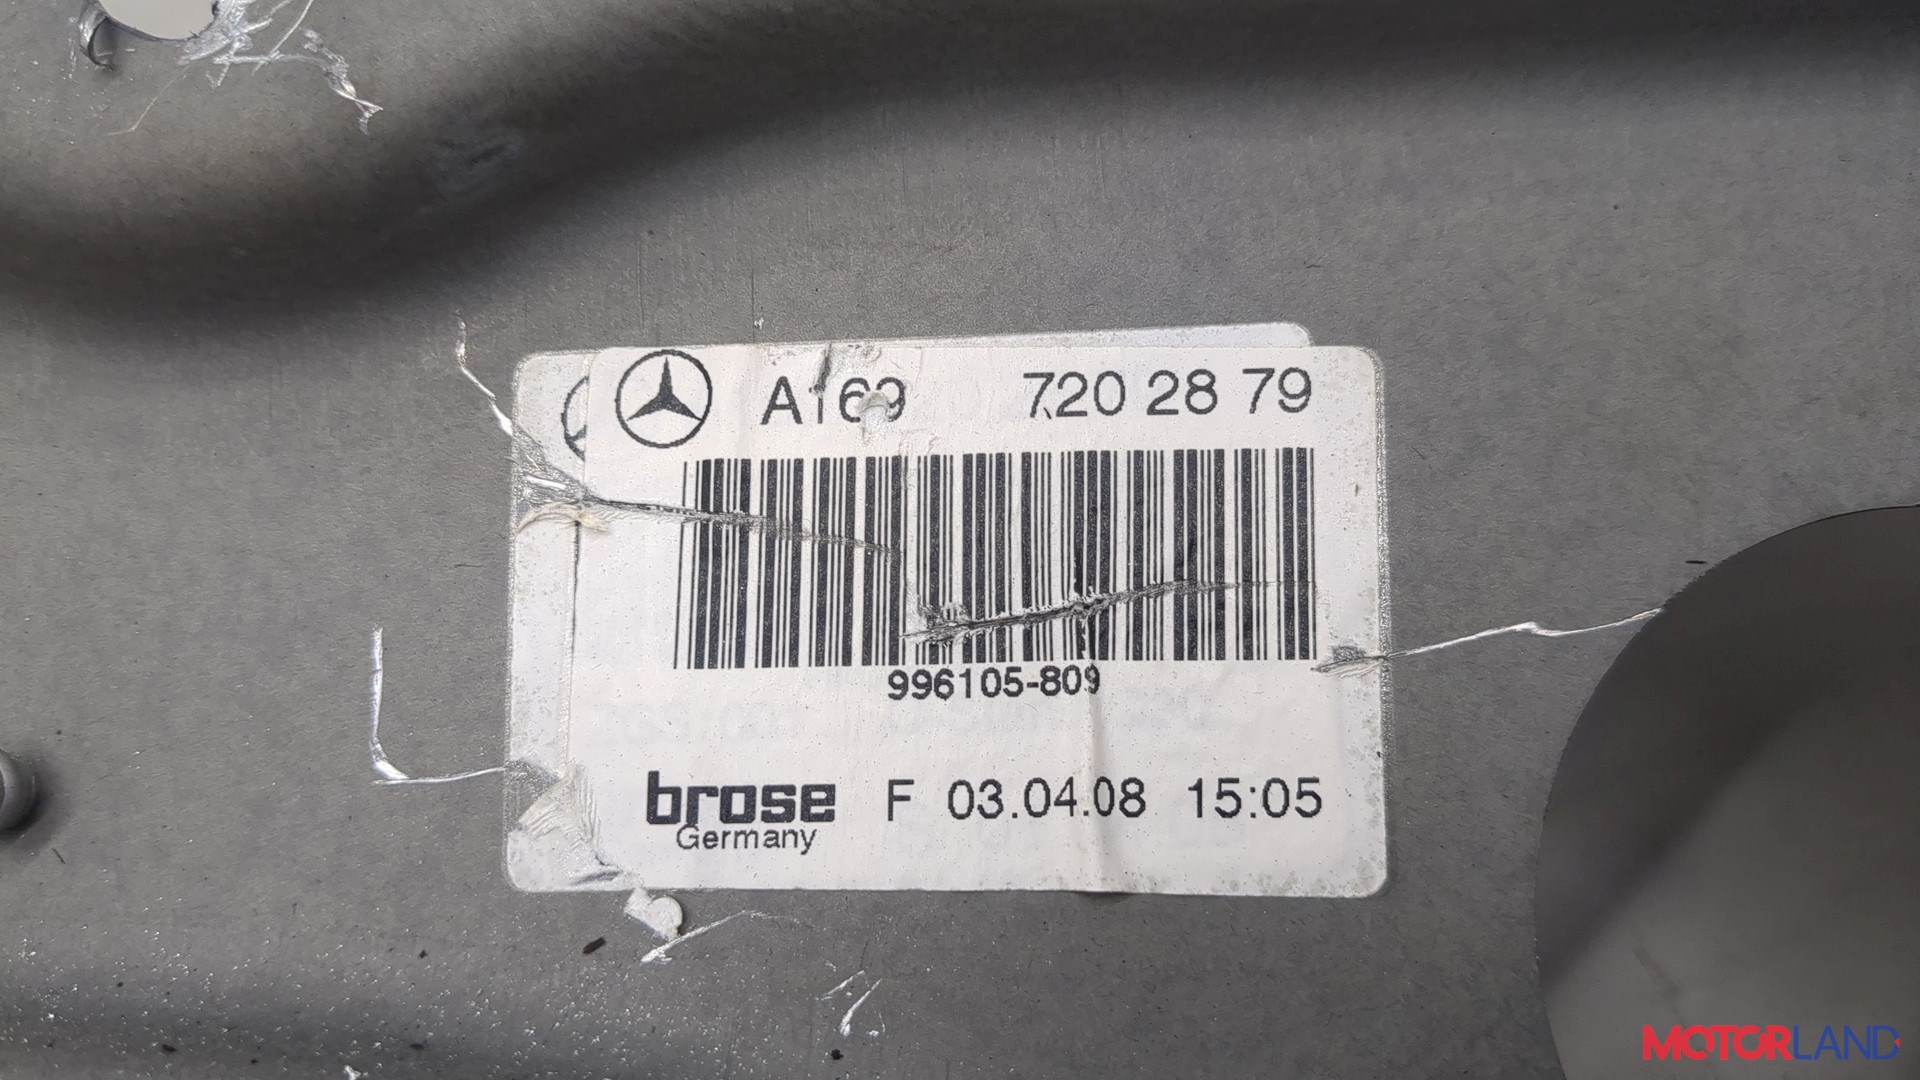 A169 720 28 79
996105-809
brose F 03.04.08 15:05
Germany
MOTORLAND